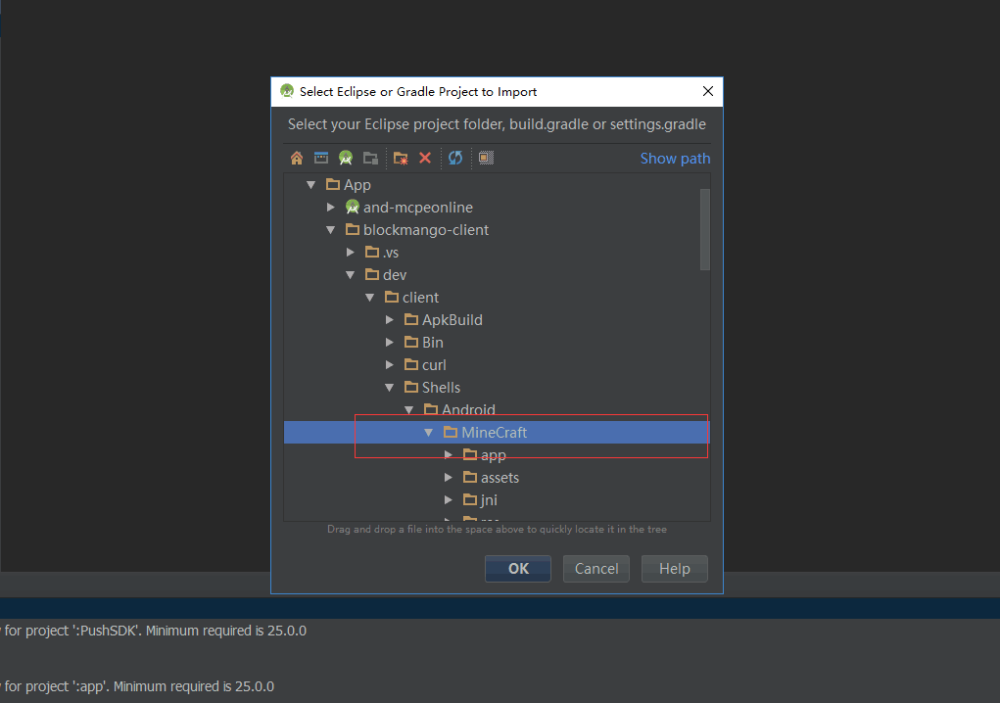 Select Eclipse or Gradle Project to Import
Select your Eclipse project folder, build.gradle or settings.gradle
Show path
App
and-mcpeonline
blockmango-client
.vs
dev
client
ApkBuild
Bin
curl
Shells
Android
MineCraft
app
assets
jni
Drag and drop a file into the space above to quickly locate it in the tree
OK Cancel Help
for project ':PushSDK'. Minimum required is 25.0.0
for project ':app'. Minimum required is 25.0.0